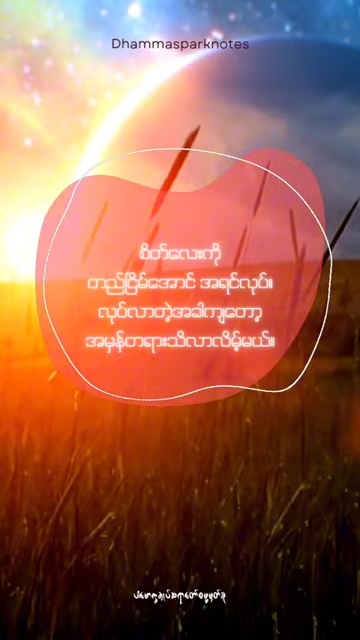 Dhammasparknotes
စိတ်လေးကို
တည်ငြိမ်အောင် အရင်လုပ်။
လုပ်လာတဲ့အခါကျတော့
အမှန်တရားသိလာလိမ့်မယ်။